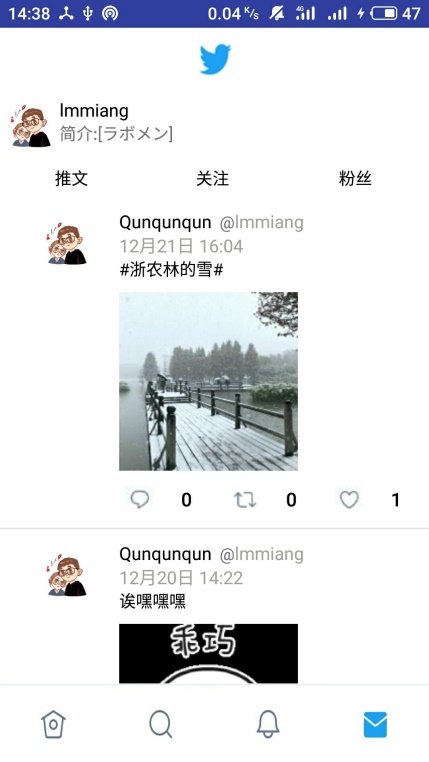 14:38 0.04 K/s 4G 47
lmmiang
简介:[ラボメン]
推文 关注 粉丝
Qunqunqun @lmmiang
12月21日 16:04
#浙农林的雪#
0 0 1
Qunqunqun @lmmiang
12月20日 14:22
诶嘿嘿嘿
乖巧